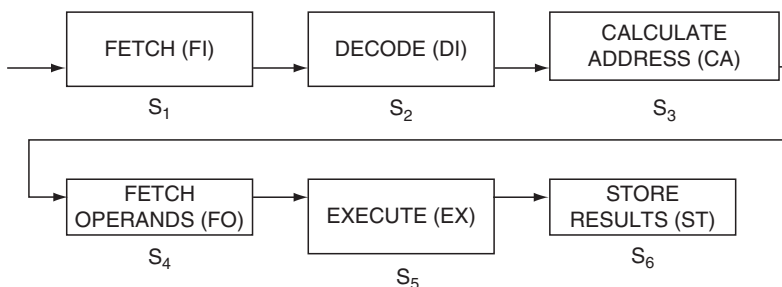 FETCH (FI)
DECODE (DI)
CALCULATE
ADDRESS (CA)
S1
S2
S3
FETCH
OPERANDS (FO)
EXECUTE (EX)
STORE
RESULTS (ST)
S4
S5
S6